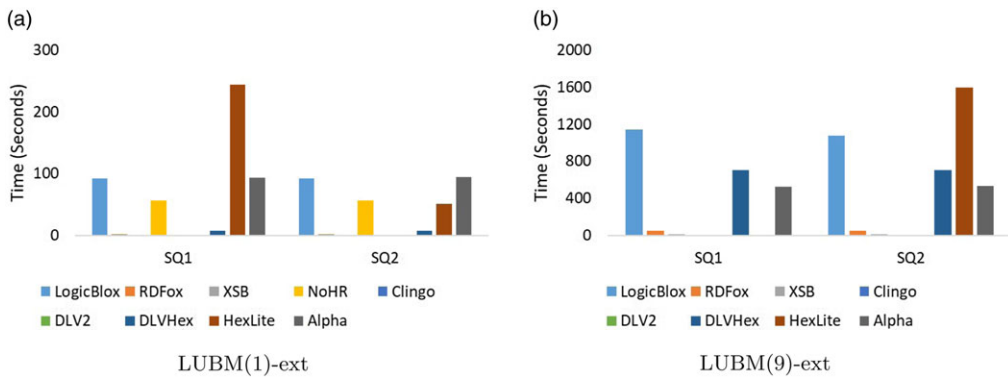 (a)
300
200
100
0
Time (Seconds)
SQ1
SQ2
LogicBlox
RDFox
XSB
NoHR
Clingo
DLV2
DLVHex
HexLite
Alpha
LUBM(1)-ext
(b)
2000
1600
1200
800
400
0
Time (Seconds)
SQ1
SQ2
LogicBlox
RDFox
XSB
Clingo
DLV2
DLVHex
HexLite
Alpha
LUBM(9)-ext